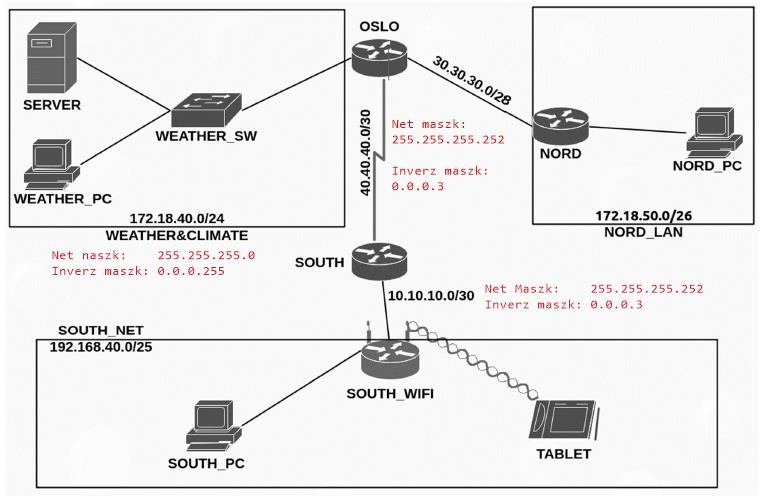 OSLO
SERVER
WEATHER_SW
WEATHER_PC
172.18.40.0/24
WEATHER&CLIMATE
Net naszk: 255.255.255.0
Inverz maszk: 0.0.0.255
30.30.30.0/28
40.40.40.0/30
Net maszk:
255.255.255.252
Inverz maszk:
0.0.0.3
NORD
NORD_PC
172.18.50.0/26
NORD_LAN
SOUTH
10.10.10.0/30
Net Maszk: 255.255.255.252
Inverz maszk: 0.0.0.3
SOUTH_NET
192.168.40.0/25
SOUTH_WIFI
SOUTH_PC
TABLET